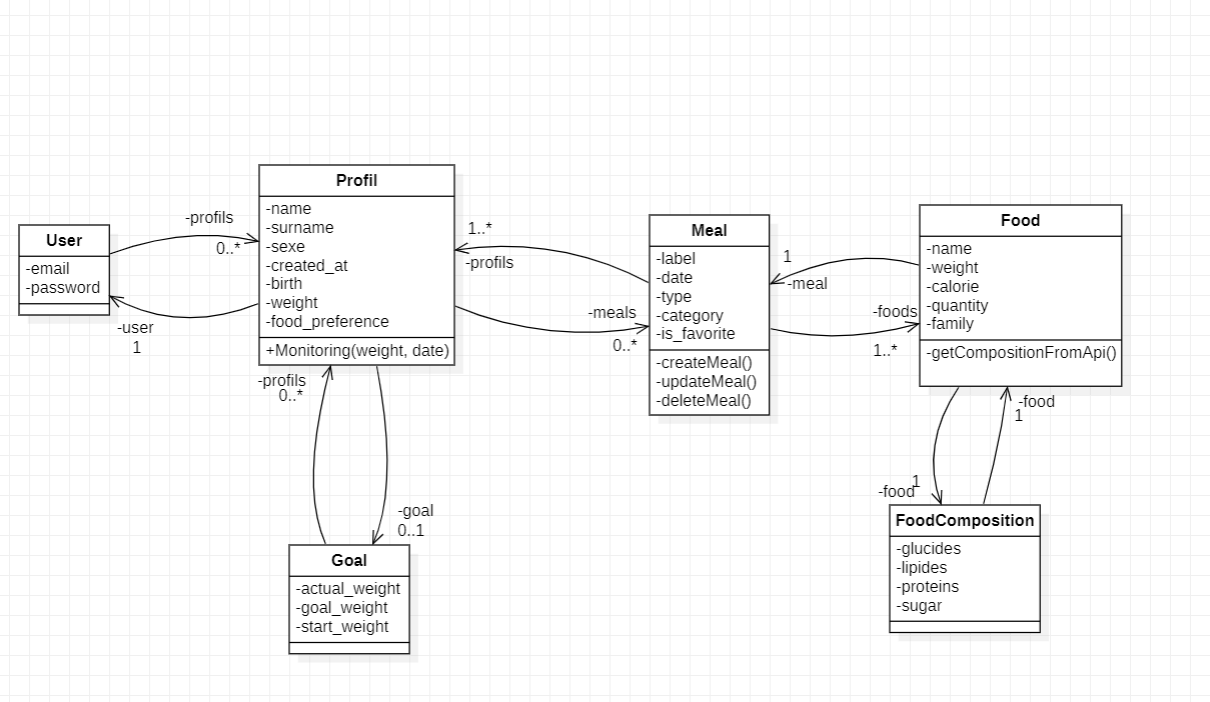 User
-email
-password
-profils
0..*
-user
1
Profil
-name
-surname
-sexe
-created_at
-birth
-weight
-food_preference
+Monitoring(weight, date)
1..*
-profils
-meals
0..*
-profils
0..*
-goal
0..1
Goal
-actual_weight
-goal_weight
-start_weight
Meal
-label
-date
-type
-category
-is_favorite
-createMeal()
-updateMeal()
-deleteMeal()
1
-meal
-foods
1..*
Food
-name
-weight
-calorie
-quantity
-family
-getCompositionFromApi()
-food
1
1
-food
FoodComposition
-glucides
-lipides
-proteins
-sugar